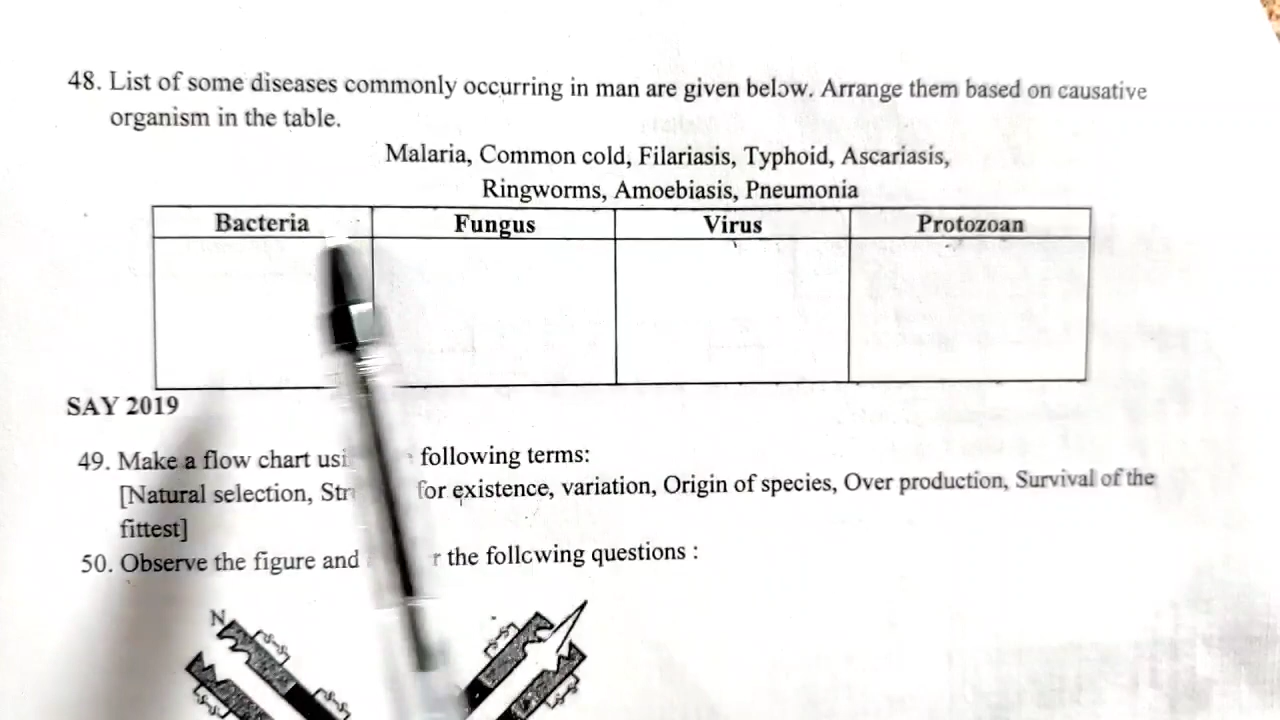 48. List of some diseases commonly occurring in man are given below. Arrange them based on causative
organism in the table.
Malaria, Common cold, Filariasis, Typhoid, Ascariasis,
Ringworms, Amoebiasis, Pneumonia
Bacteria Fungus Virus Protozoan
SAY 2019
49. Make a flow chart following terms:
[Natural selection, for existence, variation, Origin of species, Over production, Survival of the
fittest]
50. Observe the figure and the following questions :
N